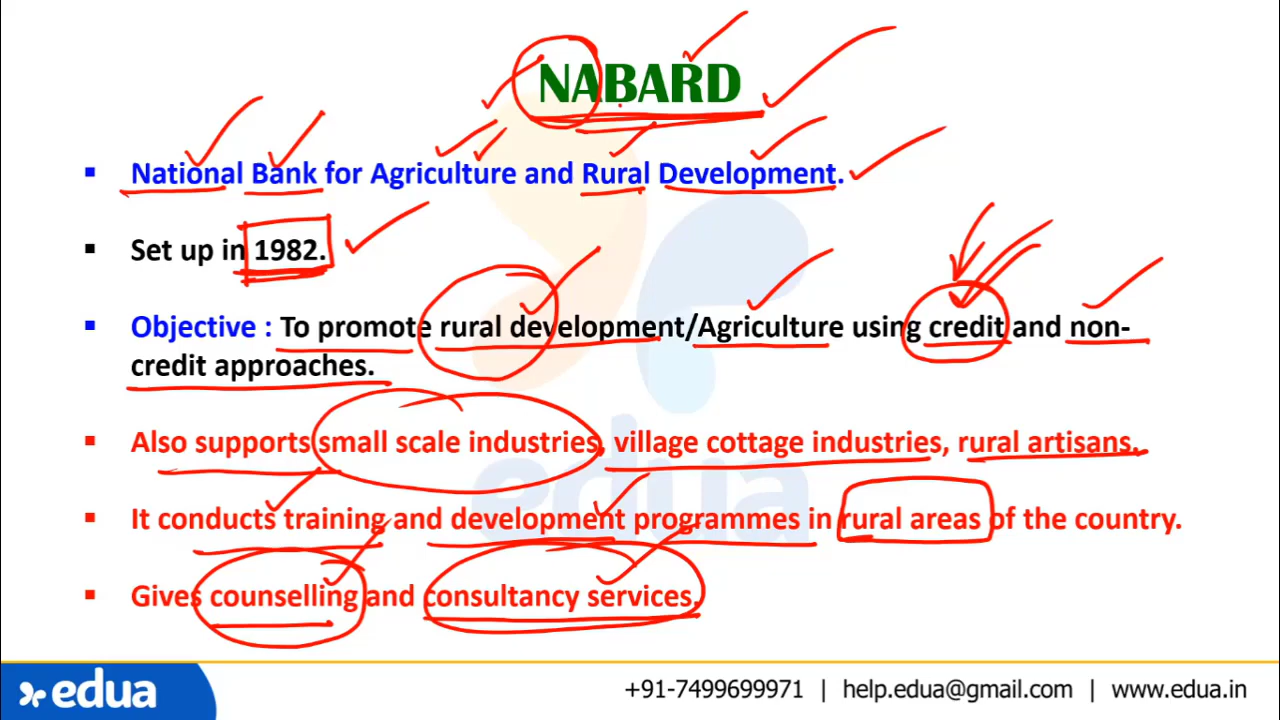 NABARD
▪ National Bank for Agriculture and Rural Development.
▪ Set up in 1982.
▪ Objective : To promote rural development/Agriculture using credit and non-
credit approaches.
▪ Also supports small scale industries, village cottage industries, rural artisans.
▪ It conducts training and development programmes in rural areas of the country.
▪ Gives counselling and consultancy services.
edua
edua
+91-7499699971 | help.edua@gmail.com | www.edua.in